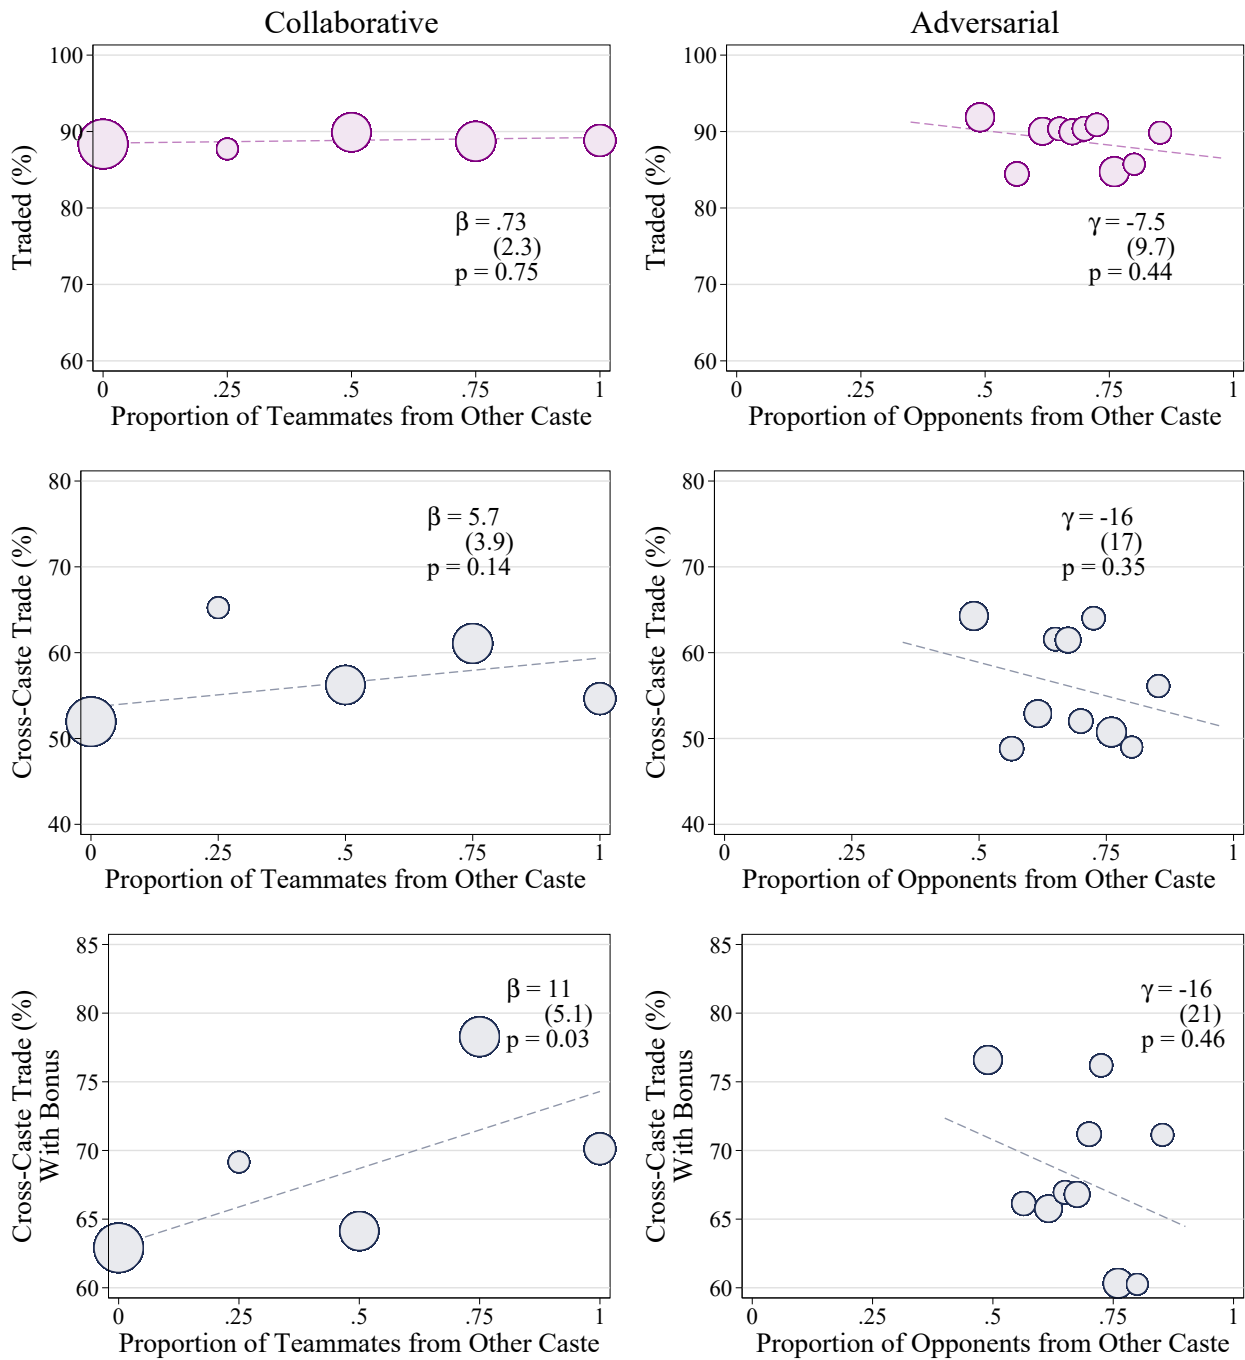 Collaborative
100
90
80
70
60
Traded (%)
β = .73
(2.3)
p = 0.75
0 .25 .5 .75 1
Proportion of Teammates from Other Caste
Adversarial
100
90
80
70
60
Traded (%)
γ = -7.5
(9.7)
p = 0.44
0 .5 .75 1
Proportion of Opponents from Other Caste
80
70
60
50
40
Cross-Caste Trade (%)
β = 5.7
(3.9)
p = 0.14
0 .25 .5 .75 1
Proportion of Teammates from Other Caste
80
70
60
50
40
Cross-Caste Trade (%)
γ = -16
(17)
p = 0.35
0 .25 .5 .75 1
Proportion of Opponents from Other Caste
85
80
75
70
65
60
Cross-Caste Trade (%)
With Bonus
β = 11
(5.1)
p = 0.03
0 .25 .5 .75 1
Proportion of Teammates from Other Caste
85
80
75
70
65
60
Cross-Caste Trade (%)
With Bonus
γ = -16
(21)
p = 0.46
0 .25 .5 .75 1
Proportion of Opponents from Other Caste